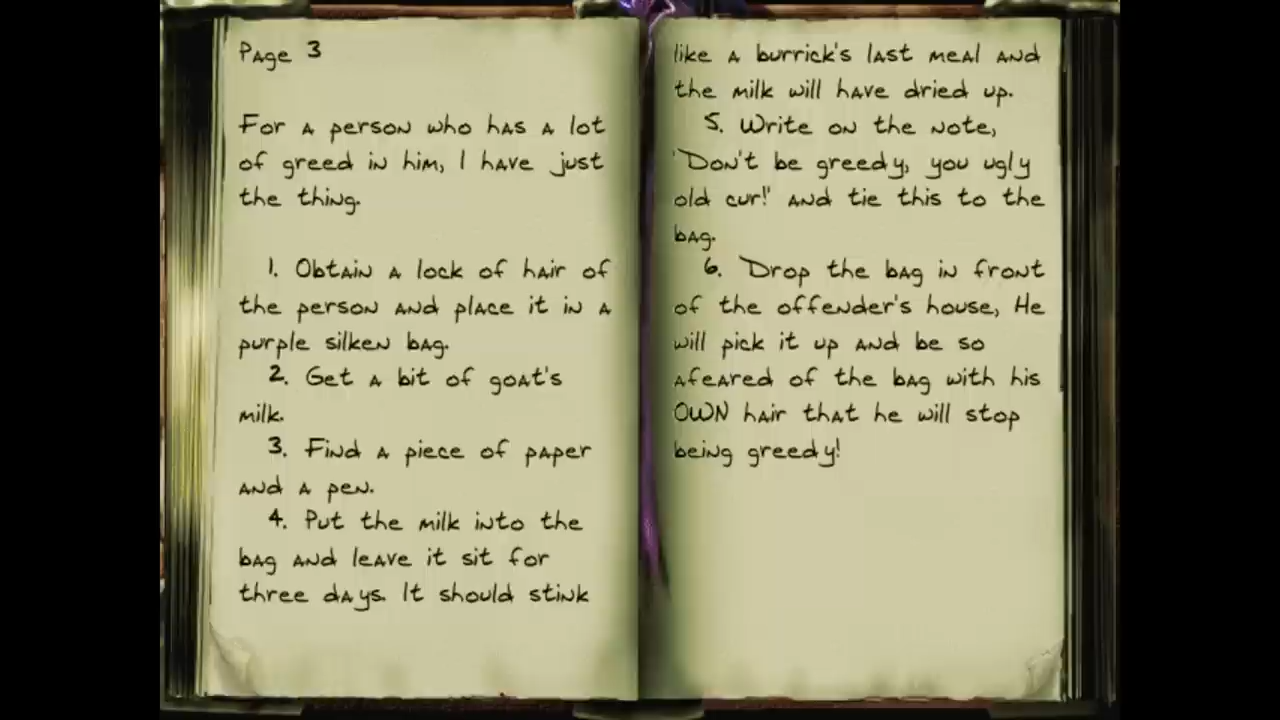 Page 3
For a person who has a lot
of greed in him, I have just
the thing.
1. Obtain a lock of hair of
the person and place it in a
purple silken bag.
2. Get a bit of goat's
milk.
3. Find a piece of paper
and a pen.
4. Put the milk into the
bag and leave it sit for
three days. It should stink
like a burrick's last meal and
the milk will have dried up.
5. Write on the note,
'Don't be greedy, you ugly
old cur!' and tie this to the
bag.
6. Drop the bag in front
of the offender's house, He
will pick it up and be so
afeared of the bag with his
OWN hair that he will stop
being greedy!